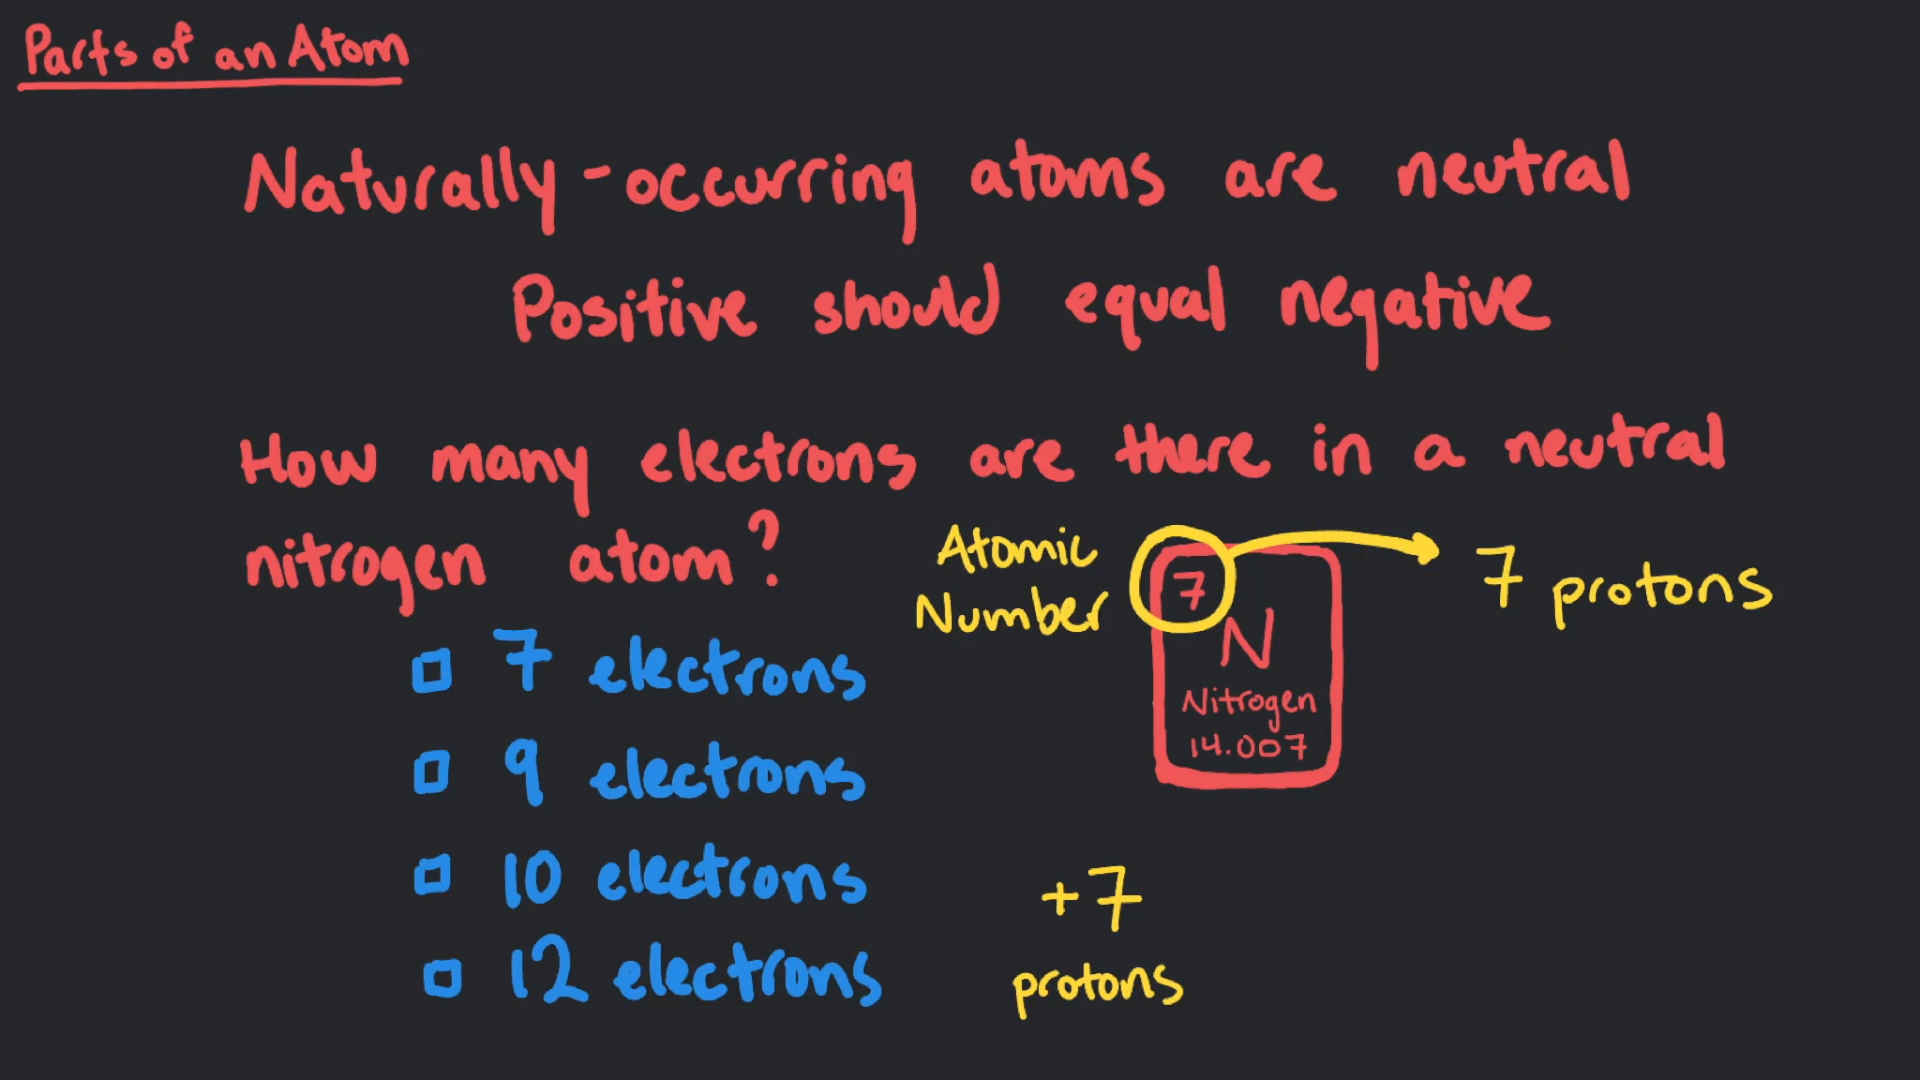 Parts of an Atom
Naturally-occurring atoms are neutral
Positive should equal negative
How many electrons are there in a neutral
nitrogen atom?
Atomic
Number
7
N
Nitrogen
14.007
7 protons
7 electrons
9 electrons
10 electrons
12 electrons
+7
protons